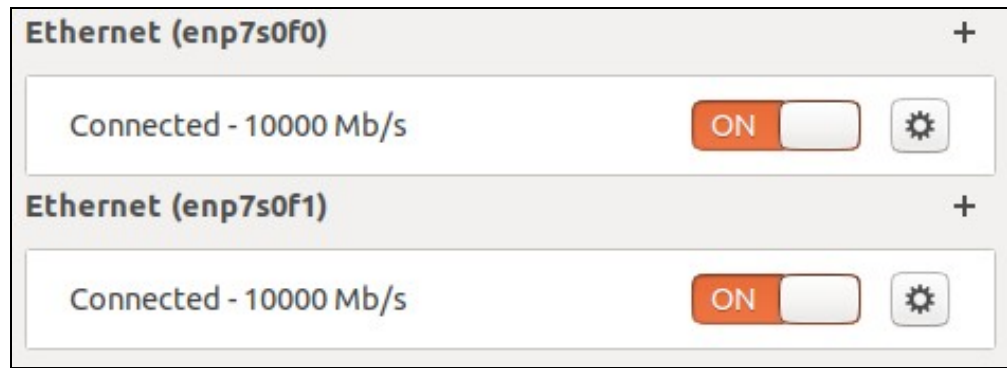 Ethernet (enp7s0f0) +
Connected - 10000 Mb/s ON
Ethernet (enp7s0f1) +
Connected - 10000 Mb/s ON